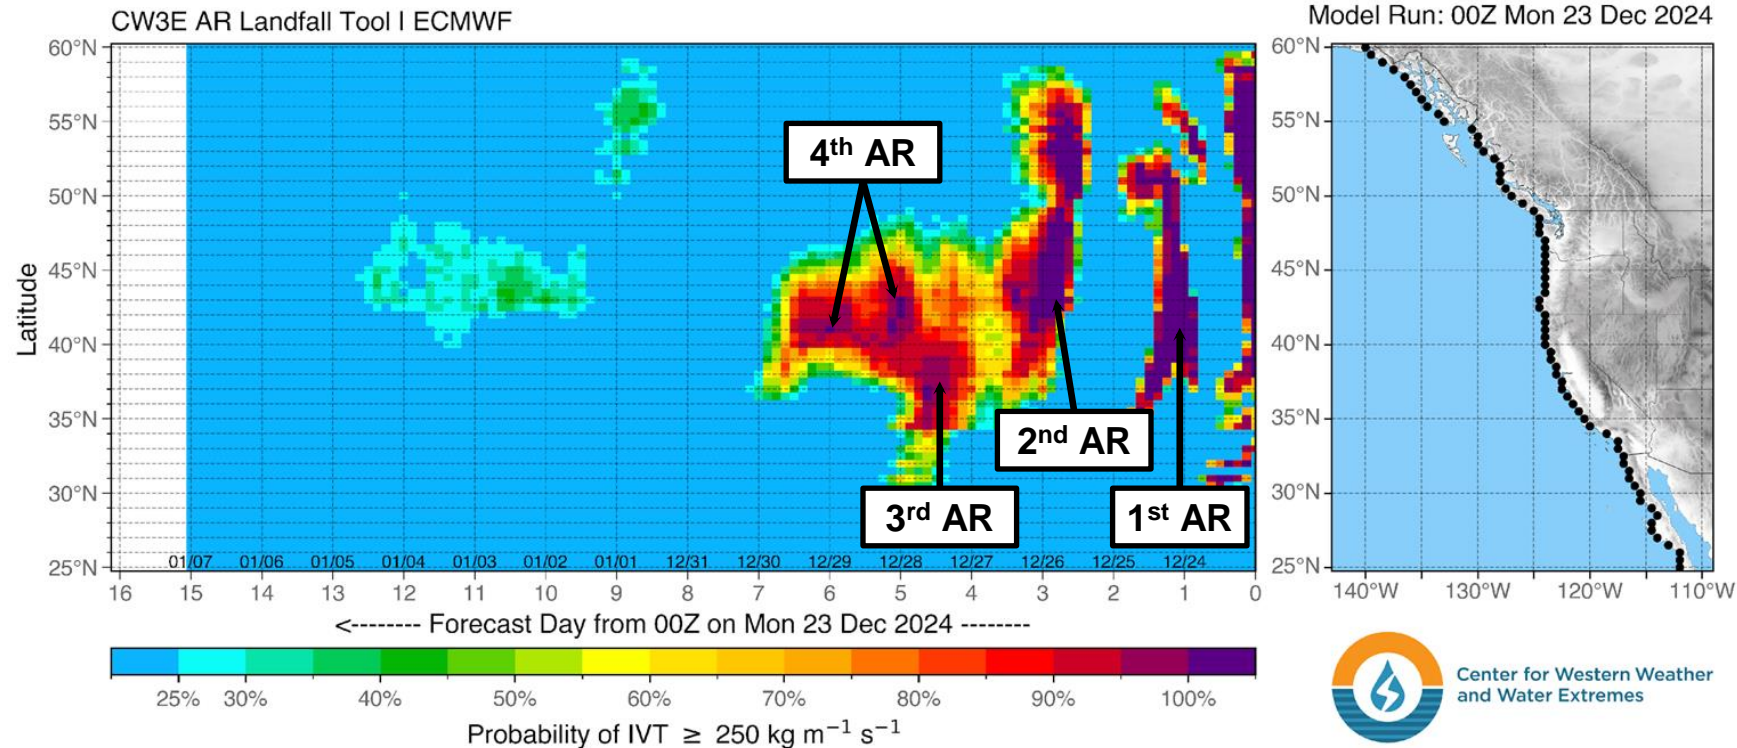 CW3E AR Landfall Tool | ECMWF
Model Run: 00Z Mon 23 Dec 2024
60°N
55°N
50°N
45°N
40°N
35°N
30°N
25°N
Latitude
4th AR
2nd AR
3rd AR
1st AR
01/07 01/06 01/05 01/04 01/03 01/02 01/01 12/31 12/30 12/29 12/28 12/27 12/26 12/25 12/24
16 15 14 13 12 11 10 9 8 7 6 5 4 3 2 1 0
<-------- Forecast Day from 00Z on Mon 23 Dec 2024 --------
25% 30% 40% 50% 60% 70% 80% 90% 100%
Probability of IVT ≥ 250 kg m⁻¹ s⁻¹
60°N
55°N
50°N
45°N
40°N
35°N
30°N
25°N
140°W 130°W 120°W 110°W
Center for Western Weather
and Water Extremes